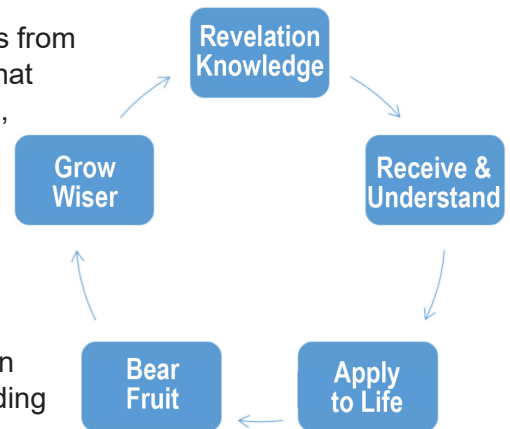 s from
hat
,
Revelation
Knowledge
Receive &
Understand
Apply
to Life
Bear
Fruit
Grow
Wiser
n
ding